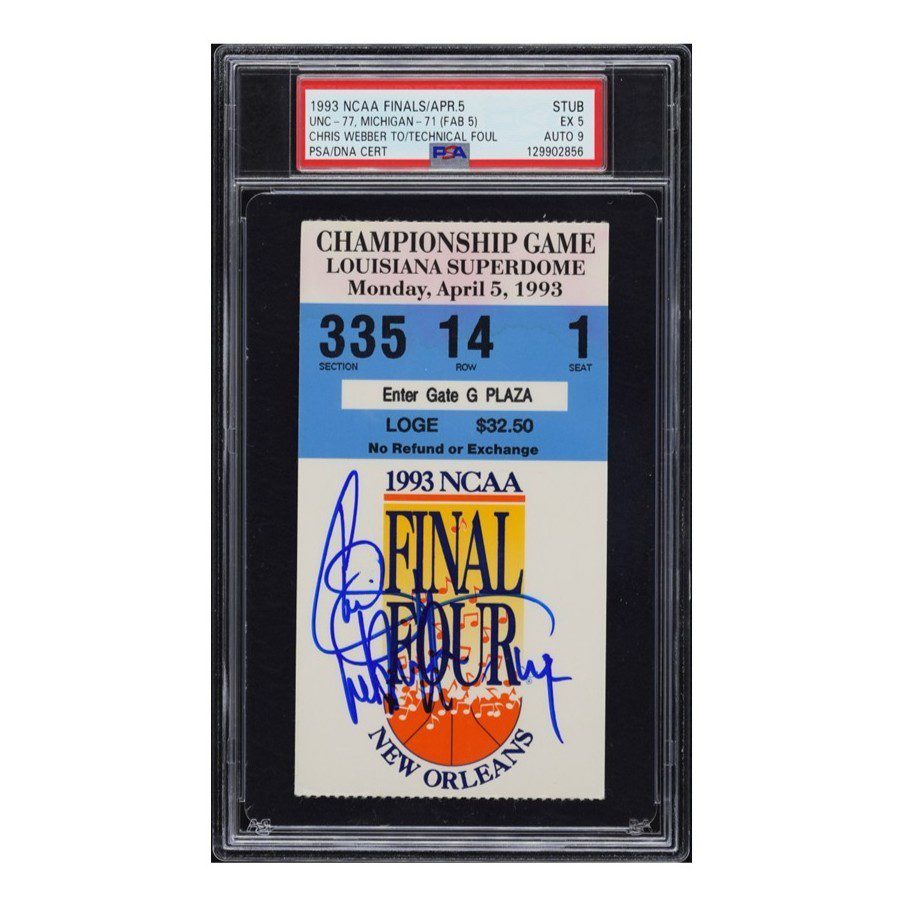 1993 NCAA FINALS/APR.5 STUB
UNC-77, MICHIGAN-71 (FAB 5) EX 5
CHRIS WEBBER TO/TECHNICAL FOUL AUTO 9
PSA/DNA CERT PSA 129902856
CHAMPIONSHIP GAME
LOUISIANA SUPERDOME
Monday, April 5, 1993
335 14 1
SECTION ROW SEAT
Enter Gate G PLAZA
LOGE $32.50
No Refund or Exchange
1993 NCAA
FINAL
FOUR®
NEW ORLEANS